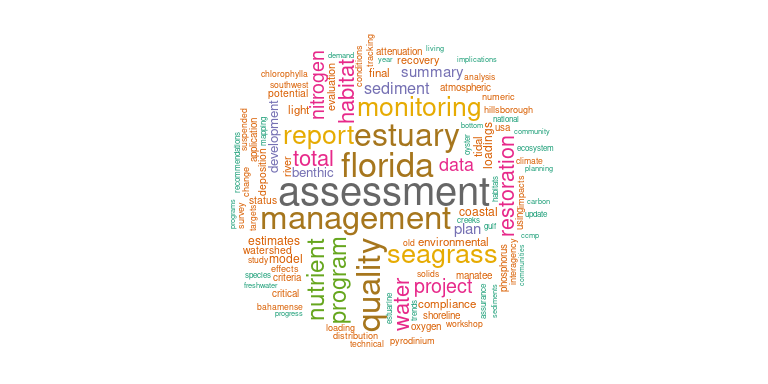 living
tracking
demand
attenuation
year
implications
conditions
recovery
nitrogen
habitat
chlorophylla
final
summary
analysis
southwest
evaluation
sediment
atmospheric
potential
numeric
light
monitoring
hillsborough
suspended
development
national
application
mapping
report
estuary
bottom
usa
community
oyster
tidal
loadings
ecosystem
recommendations
total
florida
data
restoration
climate
river
planning
deposition
benthic
change
assessment
habitats
impacts
carbon
status
using
programs
survey
targets
management
coastal
update
creeks
gulf
plan
ccmp
estimates
old
environmental
watershed
seagrass
interagency
study
model
nutrient
program
quality
phosphorus
communities
effects
species
criteria
solids
manatee
freshwater
water
project
assurance
sediments
critical
estuarine
trends
compliance
bahamense
progress
shoreline
loading
oxygen
workshop
distribution
technical
pyrodinium